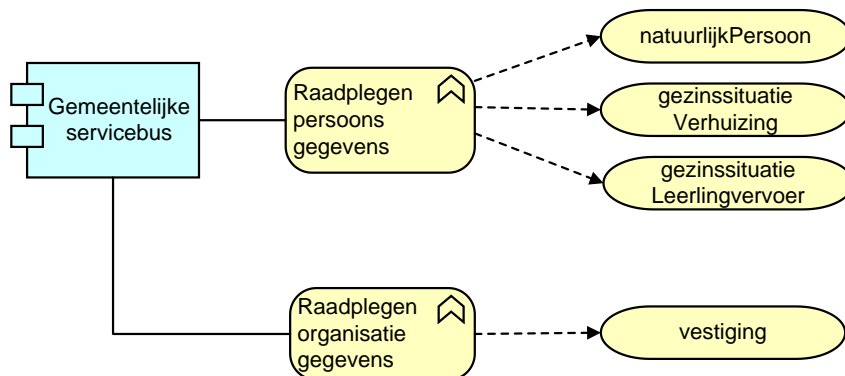 natuurlijkPersoon
Gemeentelijke
servicebus
Raadplegen
persoons
gegevens
gezinssituatie
Verhuizing
gezinssituatie
Leerlingvervoer
Raadplegen
organisatie
gegevens
vestiging